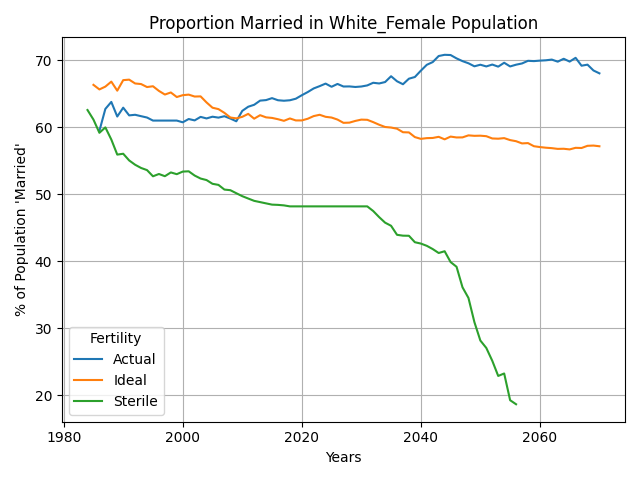 Proportion Married in White_Female Population
% of Population 'Married'
70
60
50
40
30
20
Fertility
Actual
Ideal
Sterile
1980
2000
2020
2040
2060
Years